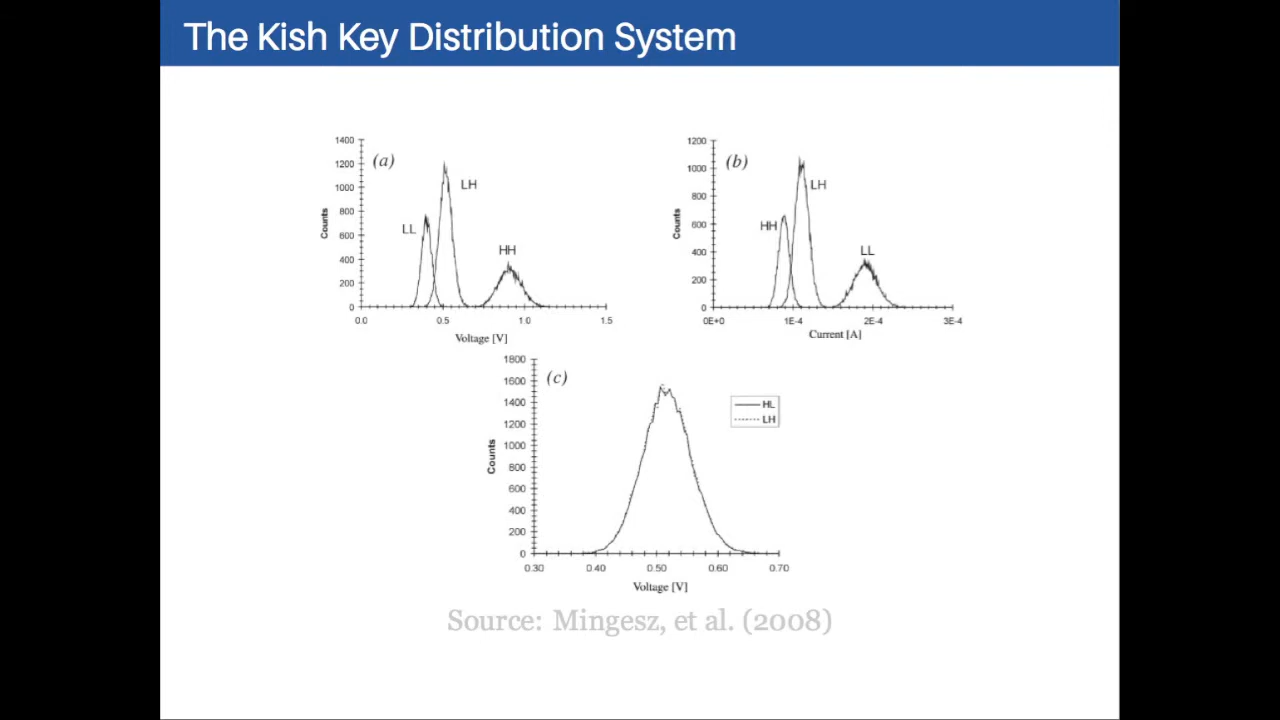 The Kish Key Distribution System
(a)
1400
1200
1000
800
600
400
200
0
Counts
LL
LH
HH
0.0
0.5
1.0
1.5
Voltage [V]
(b)
1200
1000
800
600
400
200
0
Counts
HH
LH
LL
0E+0
1E-4
2E-4
3E-4
Current [A]
(c)
1800
1600
1400
1200
1000
800
600
400
200
0
Counts
HL
LH
0.30
0.40
0.50
0.60
0.70
Voltage [V]
Source: Mingesz, et al. (2008)